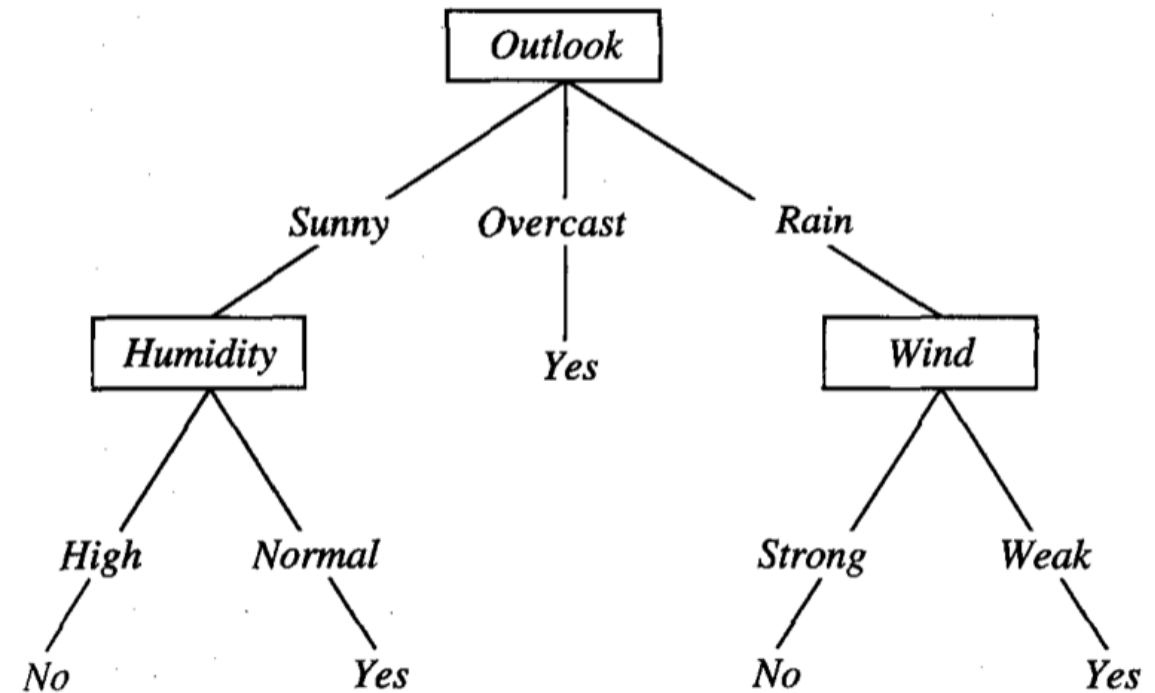 Outlook
Sunny Overcast Rain
Humidity Yes Wind
High Normal Strong Weak
No Yes No Yes